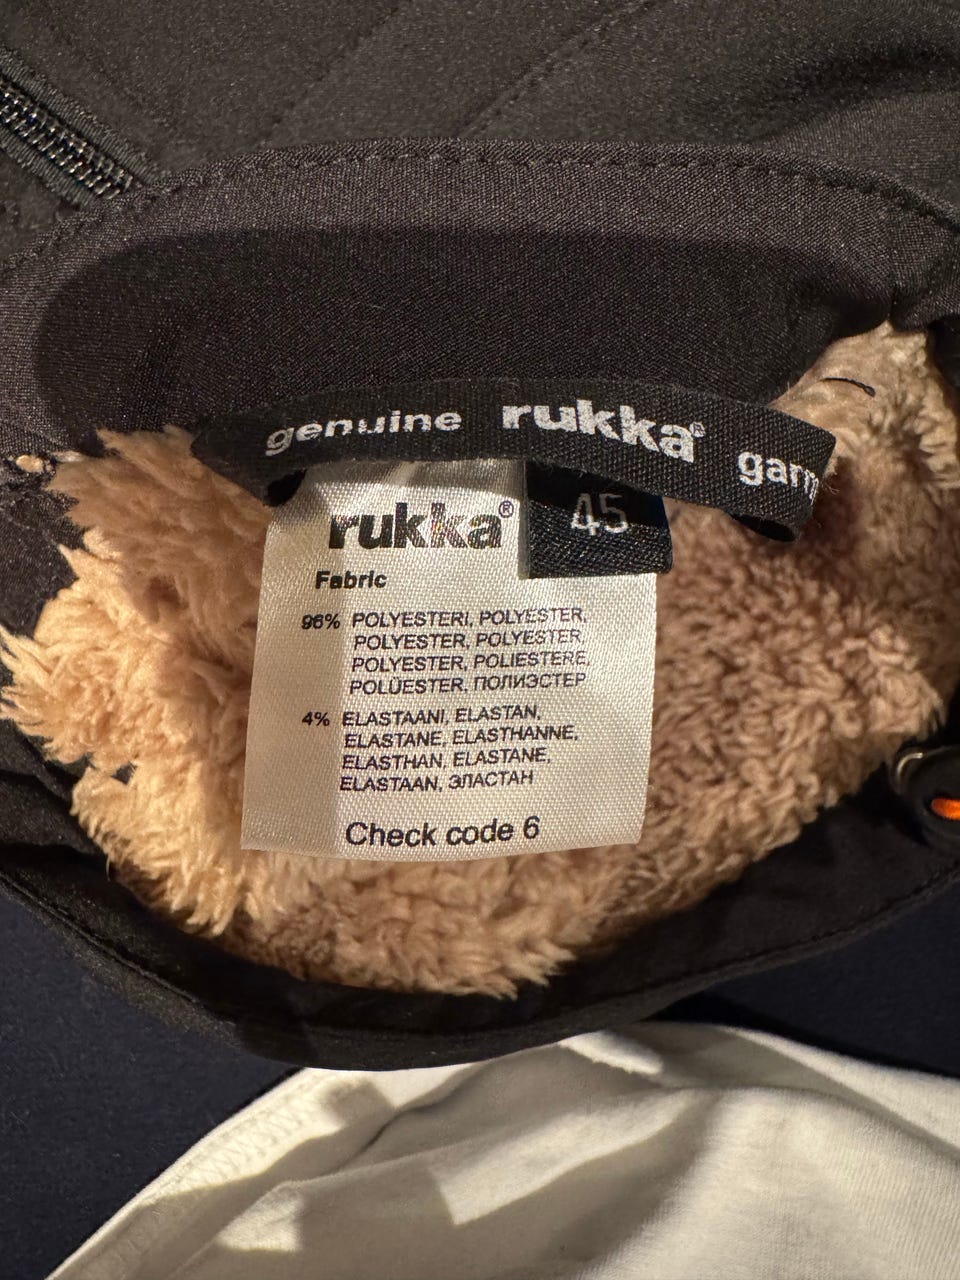 genuine rukka®
rukka®
45
Fabric
96% POLYESTERI, POLYESTER,
POLYESTER, POLYESTER,
POLYESTER, POLIESTERE,
POLÜESTER, ПОЛИЭСТЕР
4% ELASTAANI, ELASTAN,
ELASTANE, ELASTHANNE,
ELASTHAN, ELASTANE,
ELASTAAN, ЭЛАСТАН
Check code 6